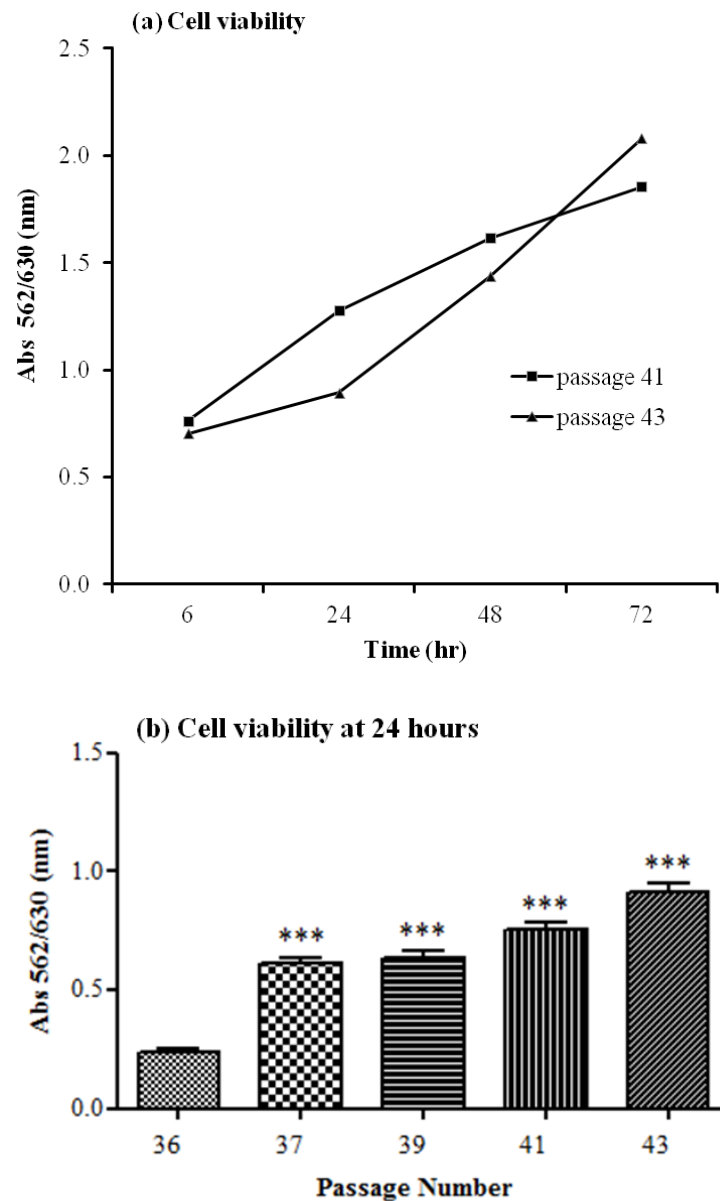 (a) Cell viability
2.5
2.0
1.5
1.0
0.5
0.0
Abs 562/630 (nm)
passage 41
passage 43
6 24 48 72
Time (hr)
(b) Cell viability at 24 hours
1.5
1.0
0.5
0.0
Abs 562/630 (nm)
*** *** *** ***
36 37 39 41 43
Passage Number